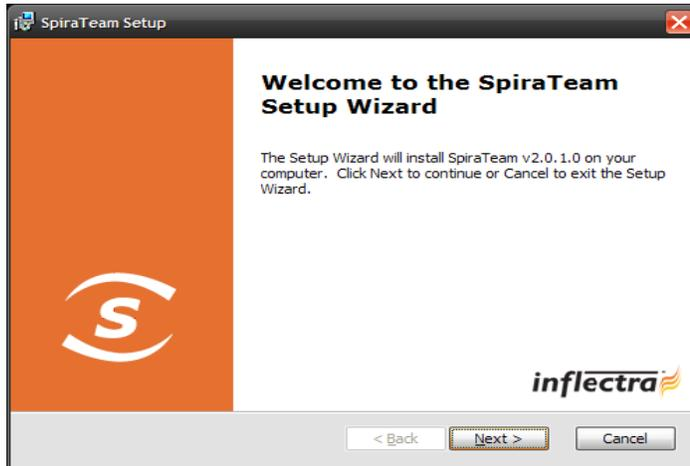 SpiraTeam Setup
Welcome to the SpiraTeam
Setup Wizard
The Setup Wizard will install SpiraTeam v2.0.1.0 on your
computer. Click Next to continue or Cancel to exit the Setup
Wizard.
S
inflectra
< Back
Next >
Cancel